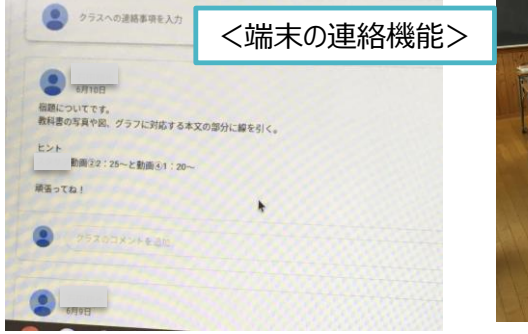 クラスへの連絡事項を入力
<端末の連絡機能>
6月10日
宿題についてです。
教科書の写真や図、グラフに対応する本文の部分に線を引く。
ヒント
動画②2：25～と動画④1：20～
頑張ってね！
クラスのコメントを追加
6月9日